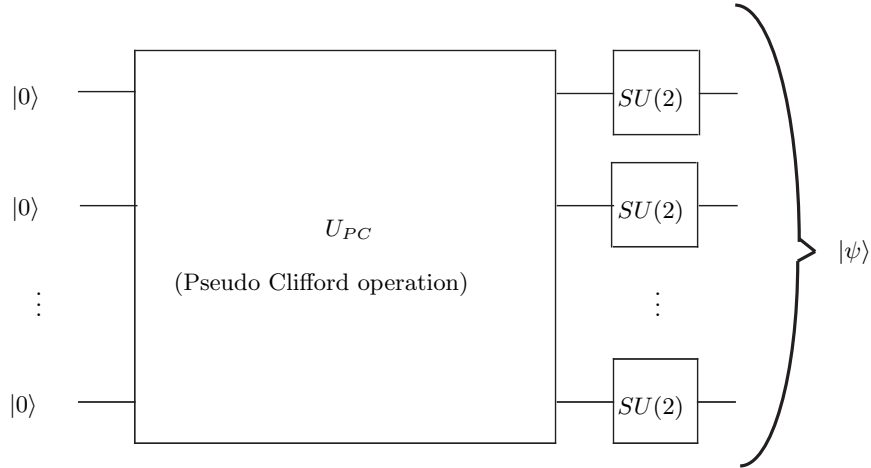 |0⟩
SU(2)
|0⟩
SU(2)
U_{PC}
|ψ⟩
(Pseudo Clifford operation)
⋮
⋮
|0⟩
SU(2)